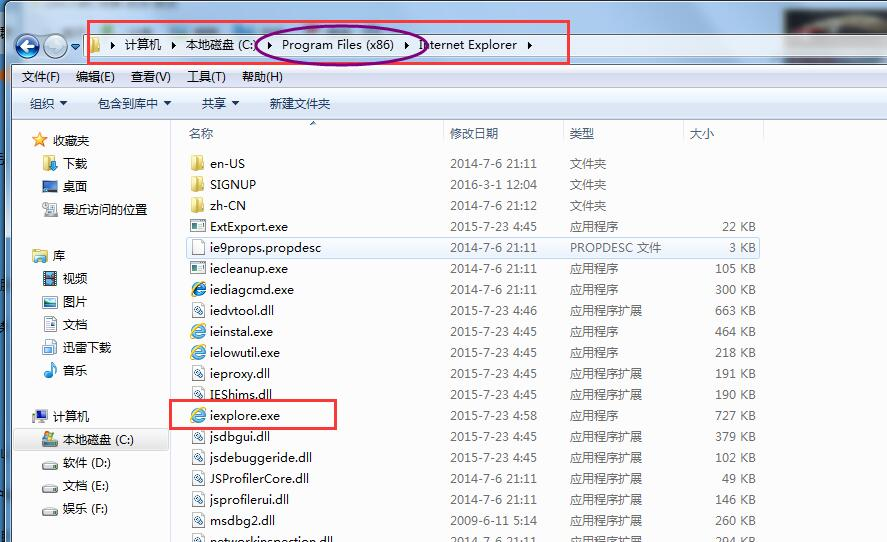 计算机 本地磁盘 (C:) Program Files (x86) Internet Explorer
文件(F) 编辑(E) 查看(V) 工具(T) 帮助(H)
组织 包含到库中 共享 新建文件夹
收藏夹
下载
桌面
最近访问的位置
库
视频
图片
文档
迅雷下载
音乐
计算机
本地磁盘 (C:)
软件 (D:)
文档 (E:)
娱乐 (F:)
名称 修改日期 类型 大小
en-US 2014-7-6 21:11 文件夹
SIGNUP 2016-3-1 12:04 文件夹
zh-CN 2014-7-6 21:12 文件夹
ExtExport.exe 2015-7-23 4:45 应用程序 22 KB
ie9props.propdesc 2014-7-6 21:11 PROPDESC 文件 3 KB
iecleanup.exe 2014-7-6 21:11 应用程序 105 KB
iediagcmd.exe 2014-7-6 21:11 应用程序 300 KB
iedvtool.dll 2015-7-23 4:46 应用程序扩展 663 KB
ieinstal.exe 2015-7-23 4:45 应用程序 464 KB
ielowutil.exe 2015-7-23 4:45 应用程序 218 KB
ieproxy.dll 2015-7-23 4:45 应用程序扩展 191 KB
IEShims.dll 2015-7-23 4:45 应用程序扩展 190 KB
iexplore.exe 2015-7-23 4:58 应用程序 727 KB
jsdbgui.dll 2015-7-23 4:45 应用程序扩展 379 KB
jsdebuggeride.dll 2015-7-23 4:45 应用程序扩展 102 KB
JSProfilerCore.dll 2014-7-6 21:11 应用程序扩展 49 KB
jsprofilerui.dll 2014-7-6 21:11 应用程序扩展 146 KB
msdbg2.dll 2009-6-11 5:14 应用程序扩展 260 KB
networkinspection.dll 2014-7-6 21:11 应用程序扩展 294 KB